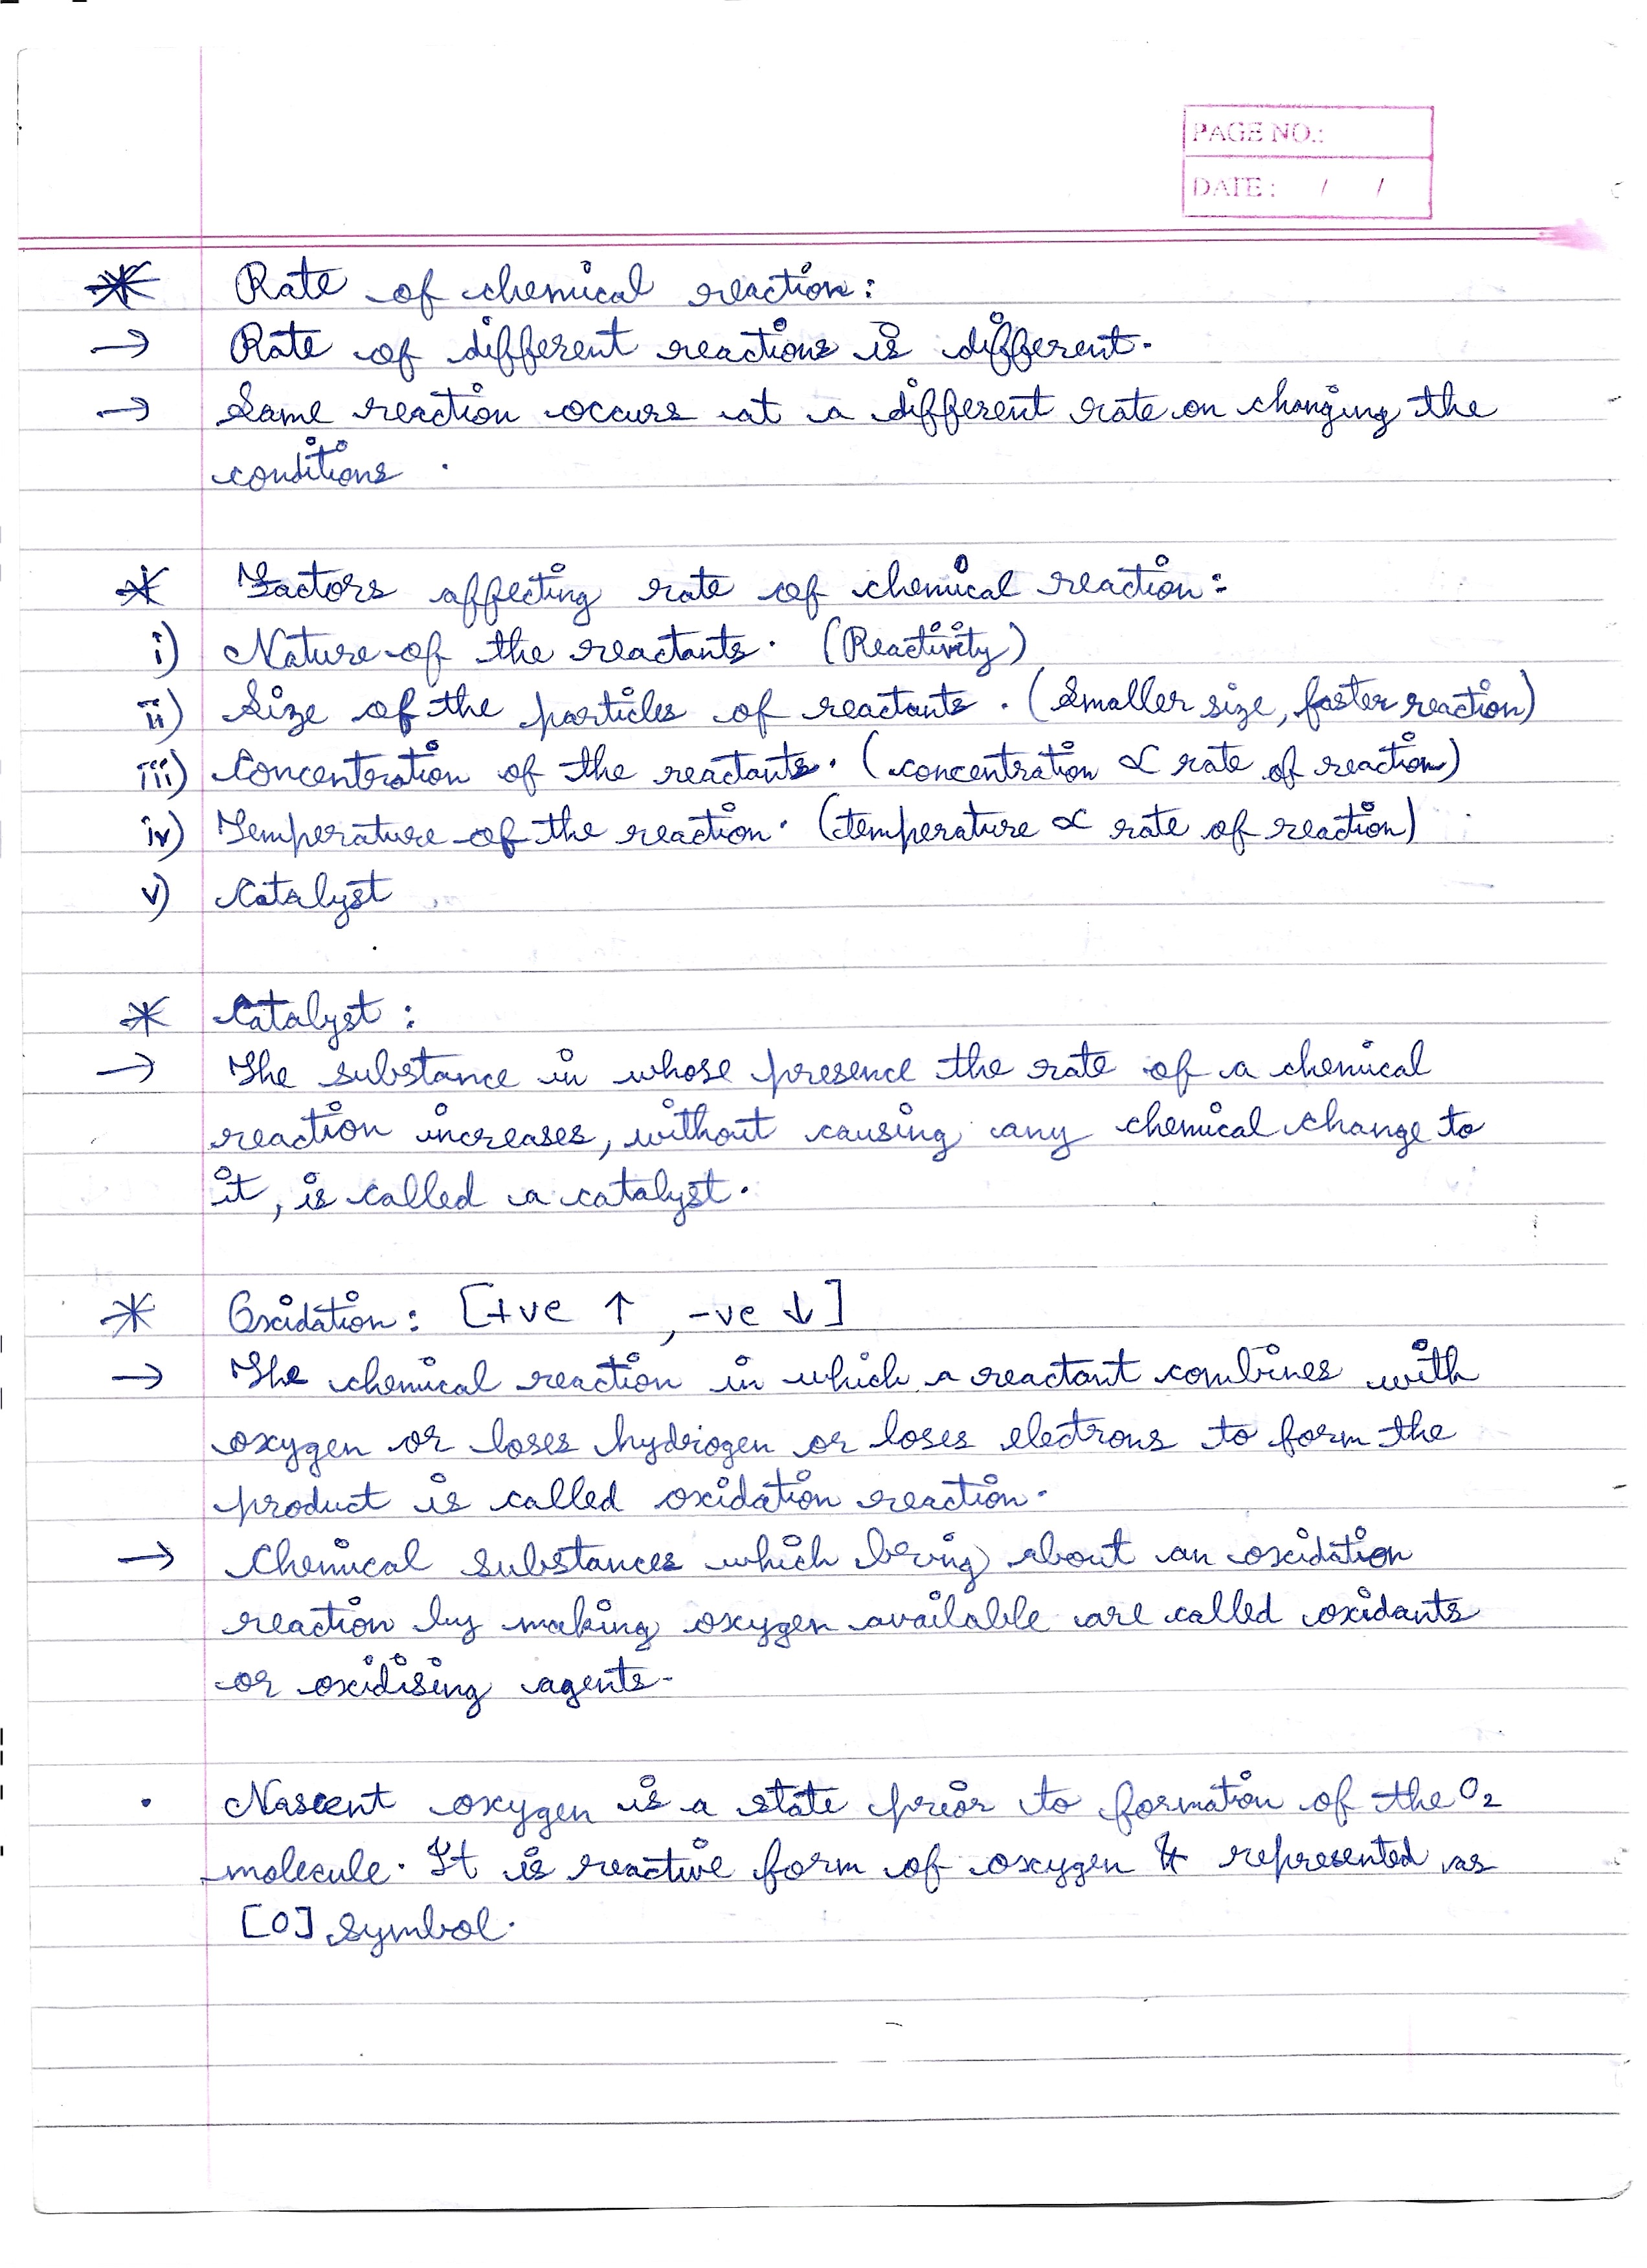 PAGE NO.:
DATE: / /
* Rate of chemical reaction:
→ Rate of different reactions is different.
→ Same reaction occurs at a different rate on changing the
conditions.
* Factors affecting rate of chemical reaction:
i) Nature of the reactants. (Reactivity)
ii) Size of the particles of reactants. (Smaller size, faster reaction)
iii) Concentration of the reactants. (concentration ∝ rate of reaction)
iv) Temperature of the reaction. (temperature ∝ rate of reaction)
v) Catalyst
* Catalyst:
→ The substance in whose presence the rate of a chemical
reaction increases, without causing any chemical change to
it, is called a catalyst.
* Oxidation: [+ve ↑, -ve ↓]
→ The chemical reaction in which a reactant combines with
oxygen or loses hydrogen or loses electrons to form the
product is called oxidation reaction.
→ Chemical substances which bring about an oxidation
reaction by making oxygen available are called oxidants
or oxidising agents.
• Nascent oxygen is a state prior to formation of the O₂
molecule. It is reactive form of oxygen It represented as
[O] symbol.